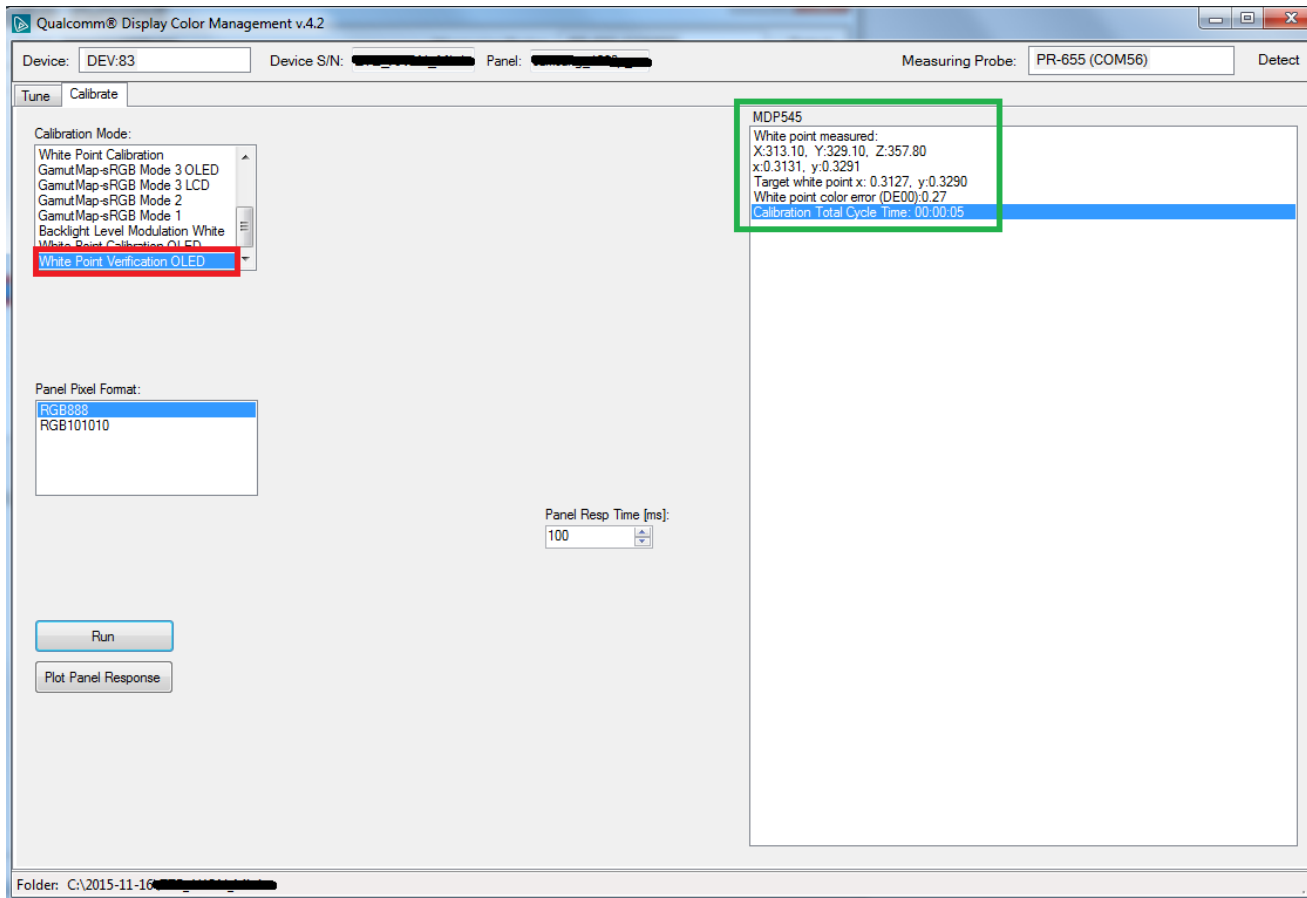 Qualcomm® Display Color Management v.4.2
Device: DEV:83 Device S/N: Panel: Measuring Probe: PR-655 (COM56) Detect
Tune Calibrate
Calibration Mode:
White Point Calibration
GamutMap-sRGB Mode 3 OLED
GamutMap-sRGB Mode 3 LCD
GamutMap-sRGB Mode 2
GamutMap-sRGB Mode 1
Backlight Level Modulation White
White Point Calibration OLED
White Point Verification OLED
MDP545
White point measured:
X:313.10, Y:329.10, Z:357.80
x:0.3131, y:0.3291
Target white point x: 0.3127, y:0.3290
White point color error (DE00):0.27
Calibration Total Cycle Time: 00:00:05
Panel Pixel Format:
RGB888
RGB101010
Panel Resp Time [ms]:
100
Run
Plot Panel Response
Folder: C:\2015-11-16